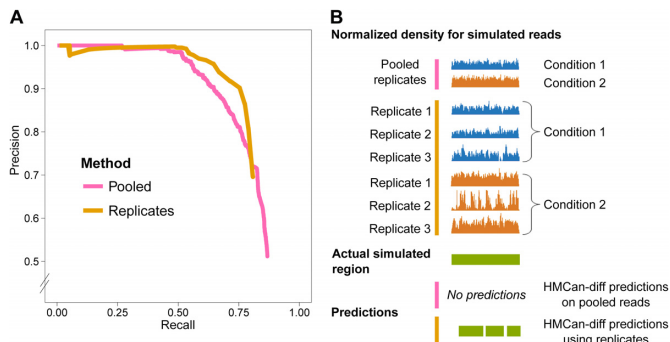 A
1.0
0.9
0.8
0.7
0.6
0.5
Precision
Method
Pooled
Replicates
0.00
0.25
0.50
0.75
1.00
Recall
B
Normalized density for simulated reads
Pooled
replicates
Condition 1
Condition 2
Replicate 1
Replicate 2
Replicate 3
Condition 1
Replicate 1
Replicate 2
Replicate 3
Condition 2
Actual simulated
region
Predictions
No predictions
HMCan-diff predictions
on pooled reads
HMCan-diff predictions
using replicates